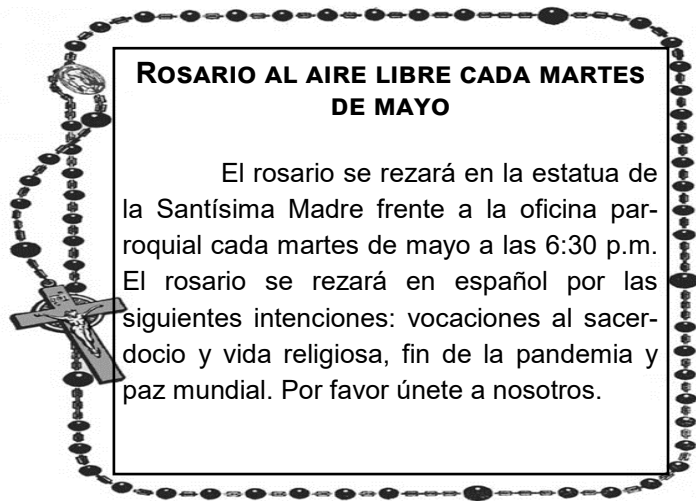 ROSARIO AL AIRE LIBRE CADA MARTES
DE MAYO
El rosario se rezará en la estatua de
la Santísima Madre frente a la oficina par-
roquial cada martes de mayo a las 6:30 p.m.
El rosario se rezará en español por las
siguientes intenciones: vocaciones al sacer-
docio y vida religiosa, fin de la pandemia y
paz mundial. Por favor únete a nosotros.